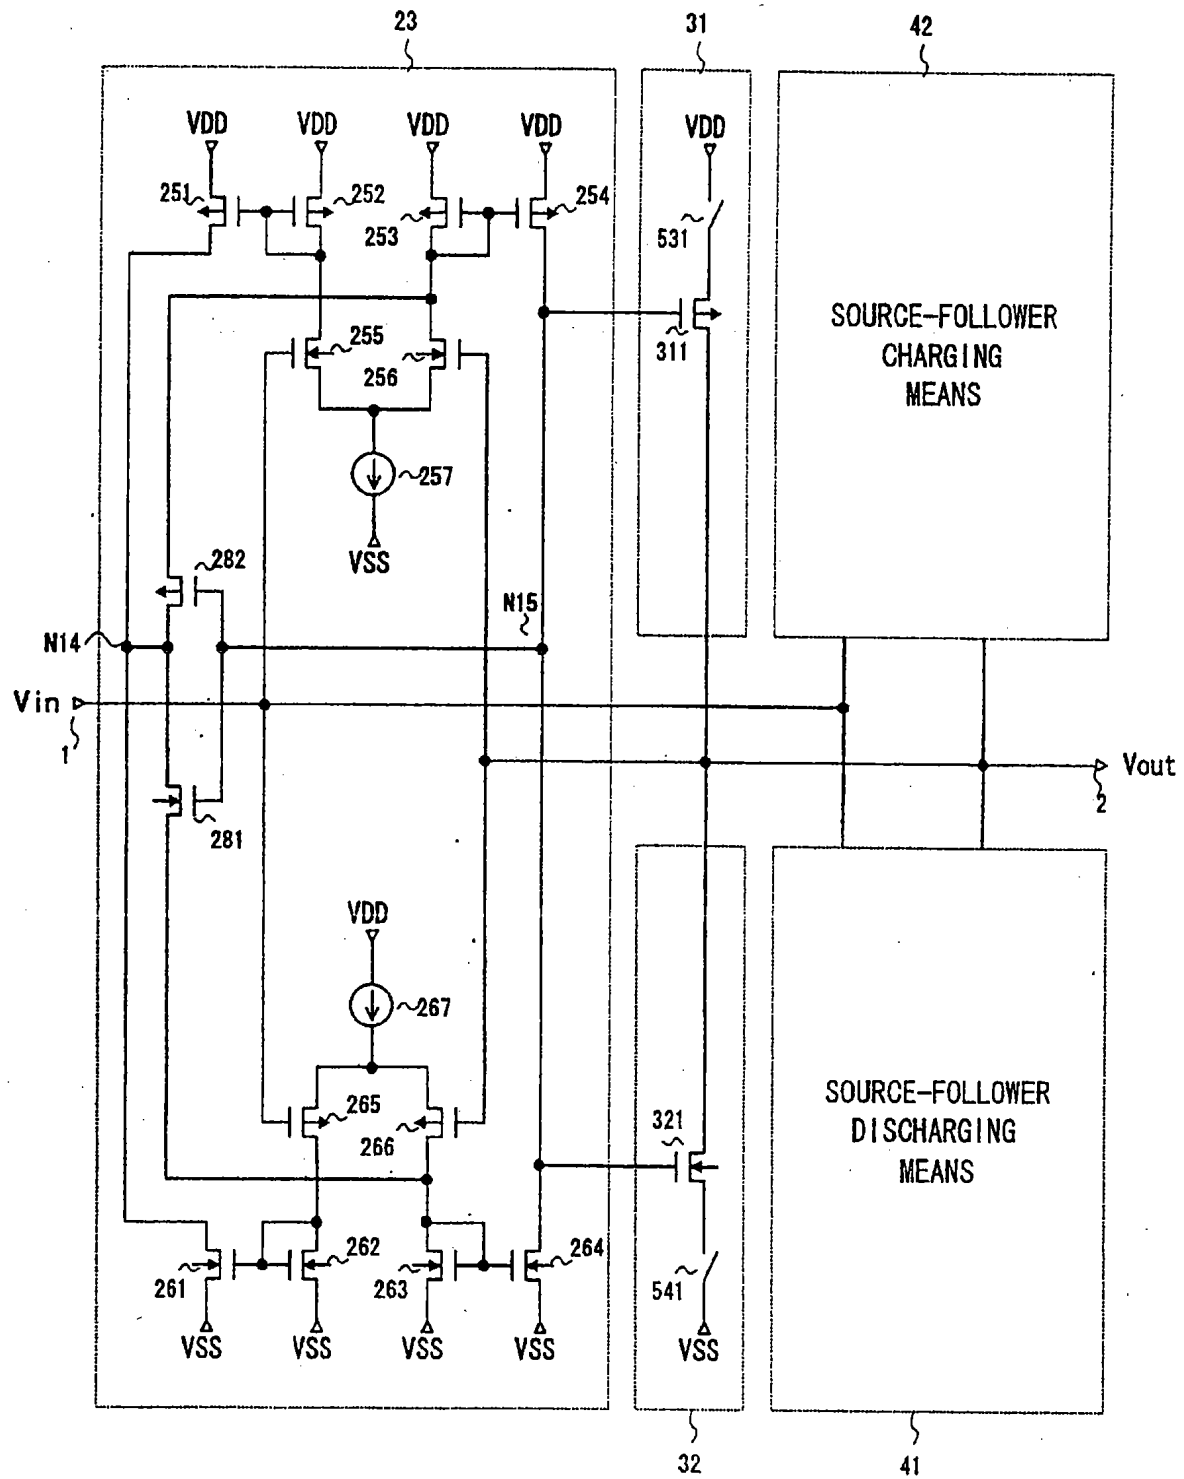 23
31
42
VDD
VDD
VDD
VDD
VDD
251
252
253
254
531
311
SOURCE-FOLLOWER
CHARGING
MEANS
255
256
257
VSS
282
N15
N14
Vin
1
Vout
2
281
VDD
267
265
266
321
SOURCE-FOLLOWER
DISCHARGING
MEANS
261
262
263
264
541
VSS
VSS
VSS
VSS
VSS
32
41